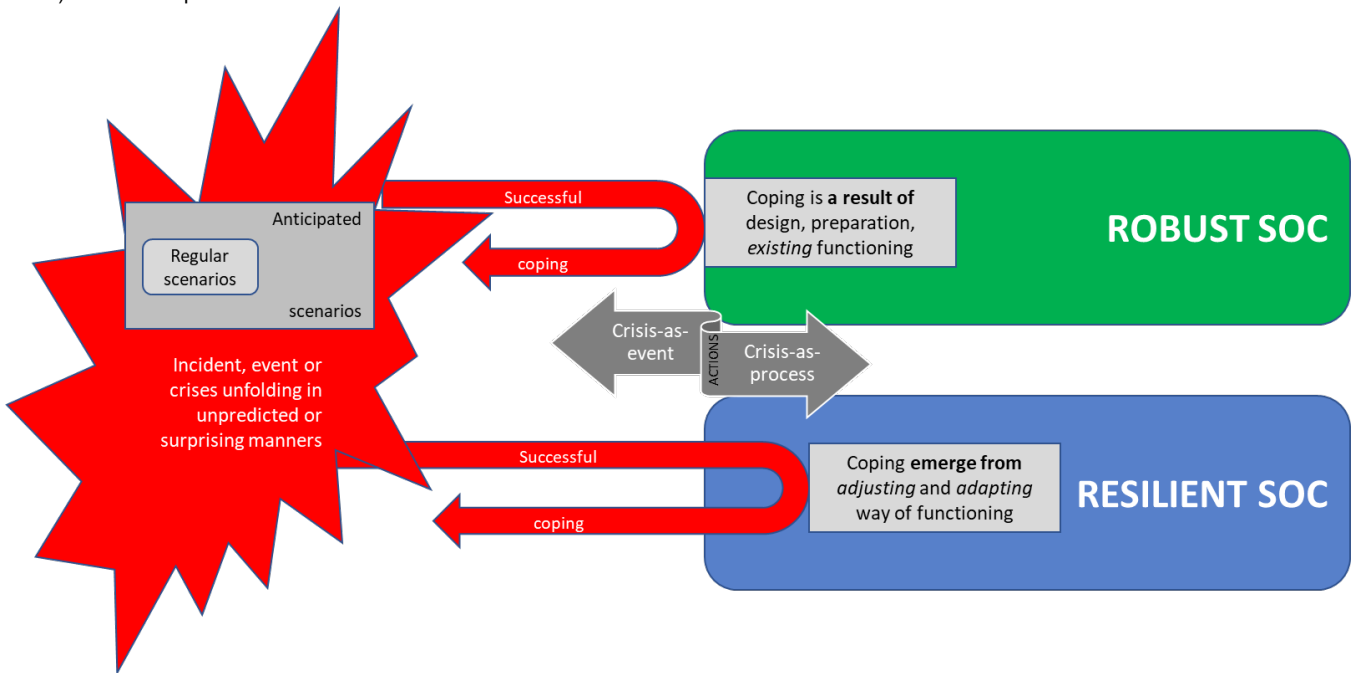 Successful
coping
Coping is a result of
design, preparation,
existing functioning
ROBUST SOC
Anticipated
Regular
scenarios
scenarios
Crisis-as-
event
ACTIONS
Crisis-as-
process
Incident, event or
crises unfolding in
unpredicted or
surprising manners
Successful
coping
Coping emerge from
adjusting and adapting
way of functioning
RESILIENT SOC